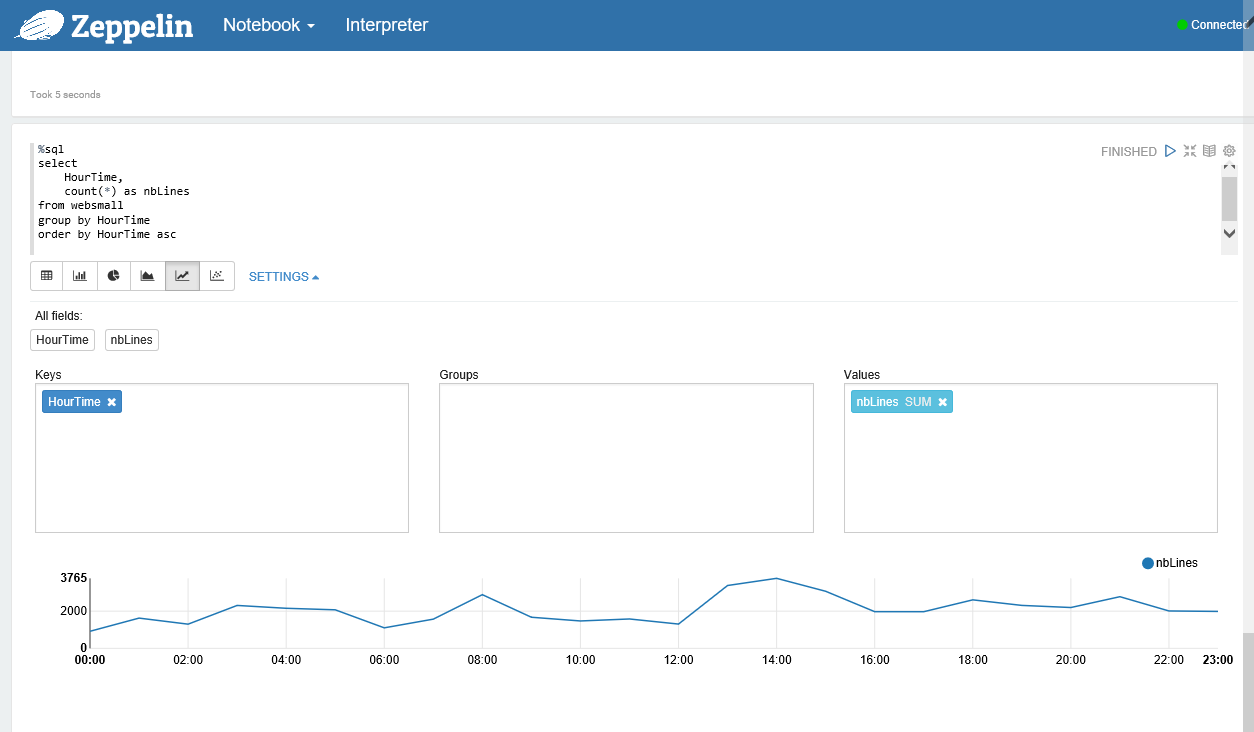 Zeppelin Notebook Interpreter Connected
Took 5 seconds
%sql
select
HourTime,
count(*) as nbLines
from websmall
group by HourTime
order by HourTime asc
FINISHED
SETTINGS
All fields:
HourTime nbLines
Keys Groups Values
HourTime nbLines SUM
nbLines
3765
2000
0
00:00 02:00 04:00 06:00 08:00 10:00 12:00 14:00 16:00 18:00 20:00 22:00 23:00